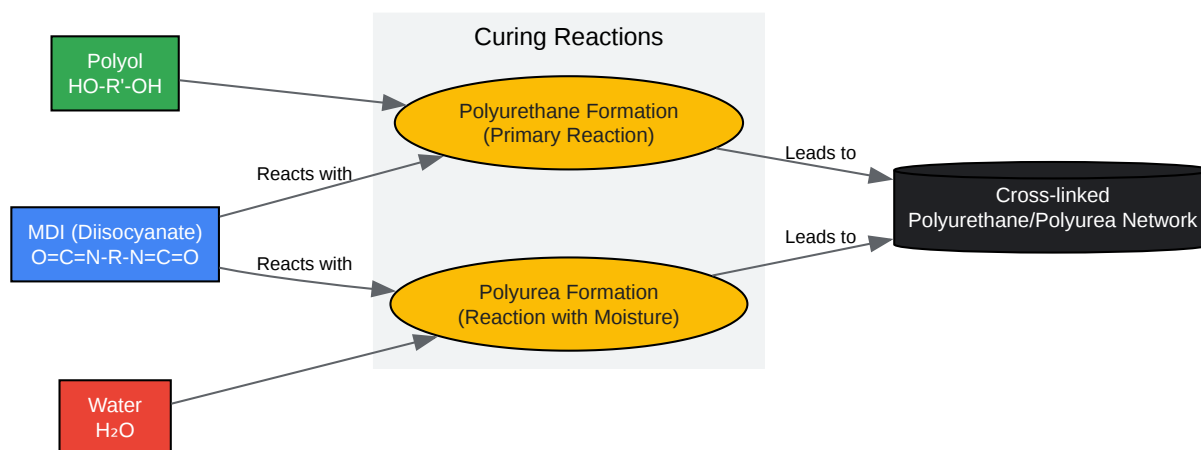 Curing Reactions
Polyol
HO-R'-OH
Polyurethane Formation
(Primary Reaction)
Reacts with
Leads to
MDI (Diisocyanate)
O=C=N-R-N=C=O
Cross-linked
Polyurethane/Polyurea Network
Reacts with
Leads to
Polyurea Formation
(Reaction with Moisture)
Water
H₂O